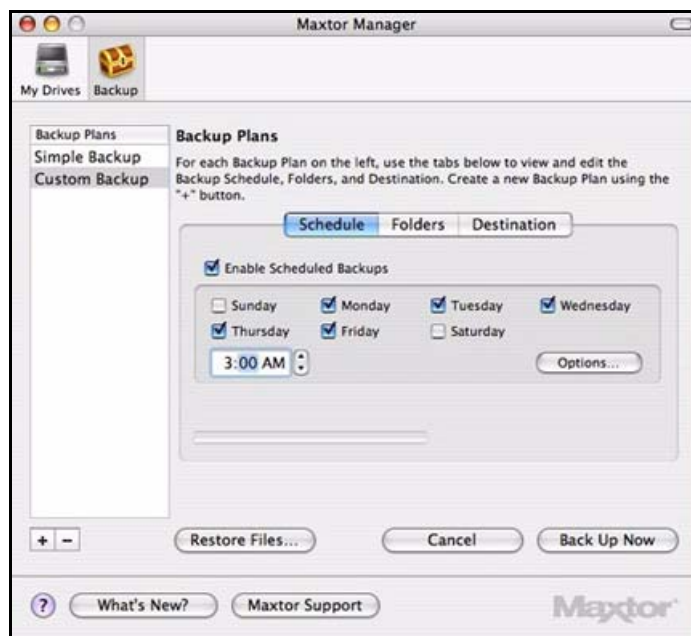 Maxtor Manager
My Drives Backup
Backup Plans
Simple Backup
Custom Backup
Backup Plans
For each Backup Plan on the left, use the tabs below to view and edit the
Backup Schedule, Folders, and Destination. Create a new Backup Plan using the
"+" button.
Schedule Folders Destination
Enable Scheduled Backups
Sunday Monday Tuesday Wednesday
Thursday Friday Saturday
3:00 AM Options...
+ −
Restore Files... Cancel Back Up Now
? What's New? Maxtor Support Maxtor